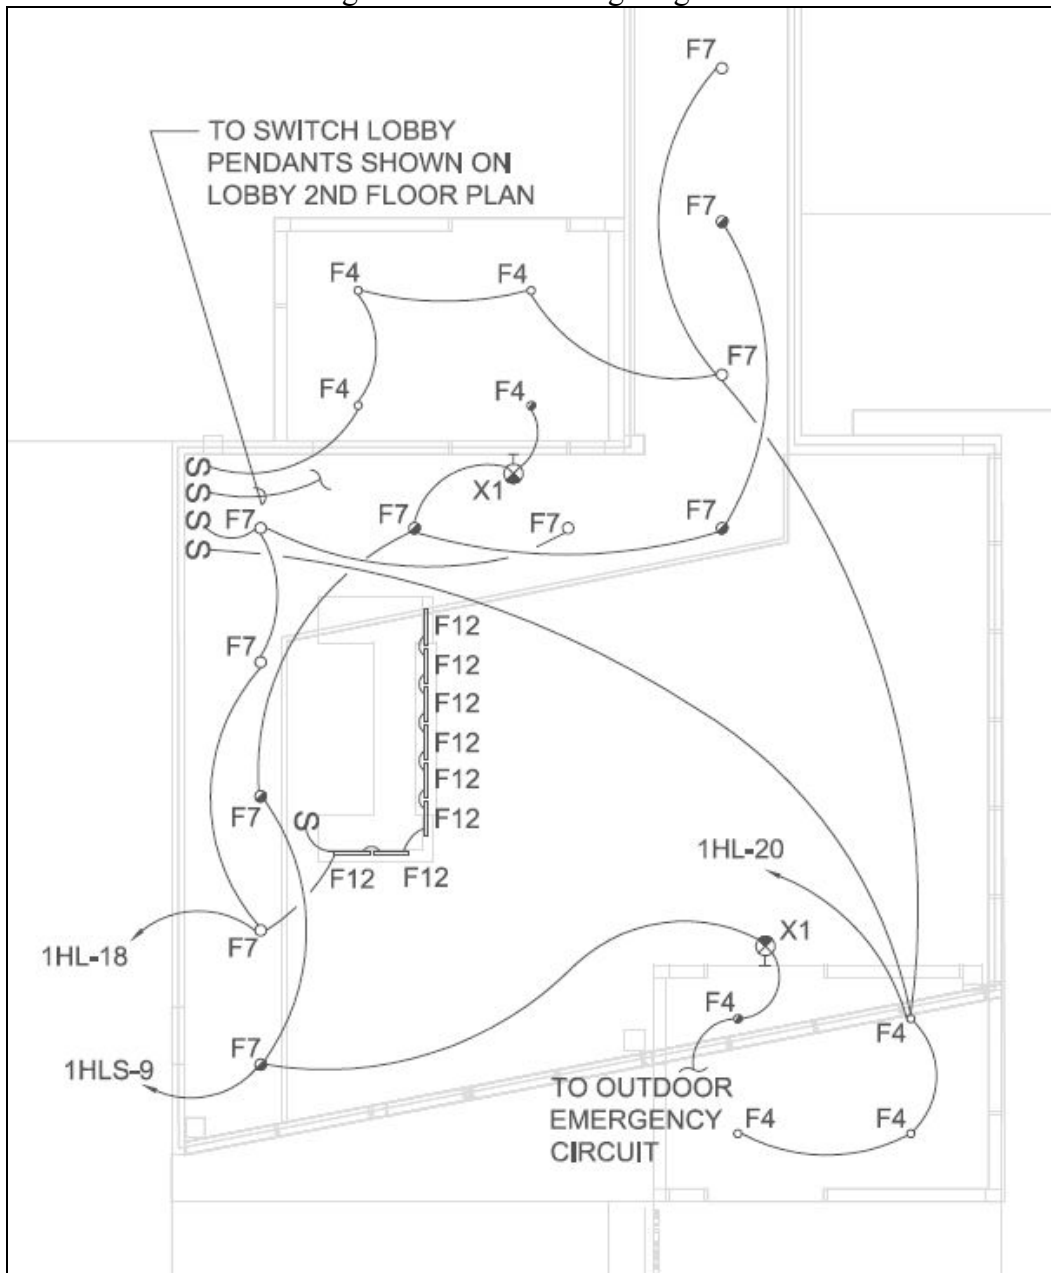 F7
TO SWITCH LOBBY
PENDANTS SHOWN ON
LOBBY 2ND FLOOR PLAN
F7
F4
F4
F7
F4
F4
S
S
S
S
X1
F7
F7
F7
F7
F7
F12
F12
F12
F12
F12
F12
F7
S
F12
F12
1HL-20
X1
F7
1HL-18
F4
F4
F7
1HLS-9
TO OUTDOOR
EMERGENCY
CIRCUIT
F4
F4